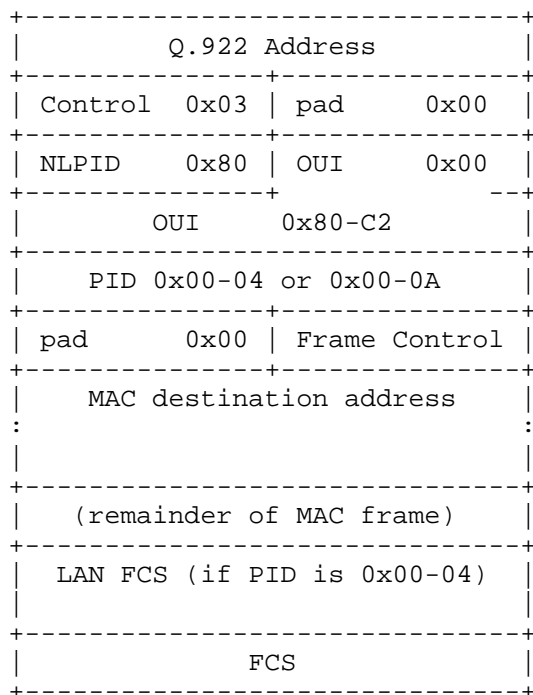 +-------------------------------+
|         Q.922 Address         |
+---------------+---------------+
| Control  0x03 | pad      0x00 |
+---------------+---------------+
| NLPID    0x80 | OUI      0x00 |
+---------------+             --+
|        OUI     0x80-C2        |
+-------------------------------+
|    PID 0x00-04 or 0x00-0A     |
+---------------+---------------+
| pad      0x00 | Frame Control |
+---------------+---------------+
|    MAC destination address    |
:                               :
|                               |
+-------------------------------+
|   (remainder of MAC frame)    |
+-------------------------------+
|  LAN FCS (if PID is 0x00-04)  |
|                               |
+-------------------------------+
|              FCS              |
+-------------------------------+